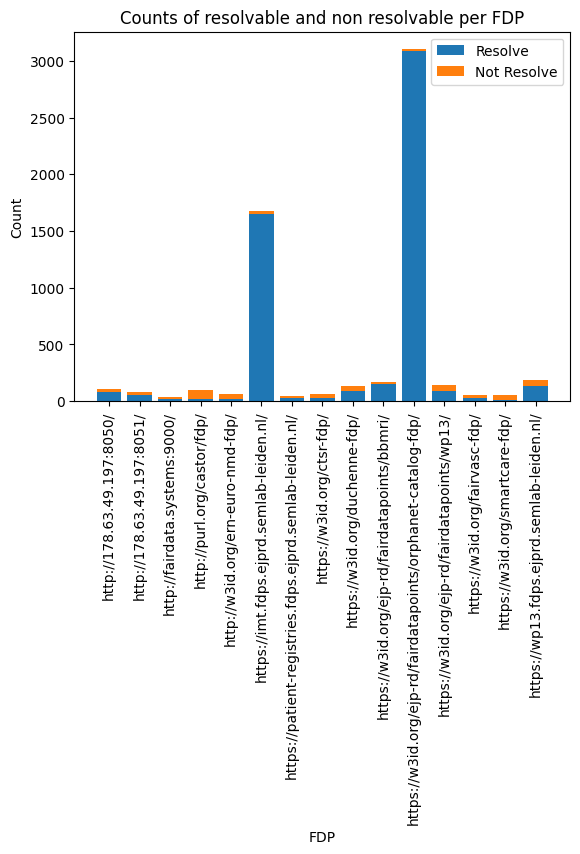 Counts of resolvable and non resolvable per FDP
Resolve
Not Resolve
Count
3000
2500
2000
1500
1000
500
0
http://178.63.49.197:8050/
http://178.63.49.197:8051/
http://fairdata.systems:9000/
http://purl.org/castor/fdp/
http://w3id.org/ern-euro-nmd-fdp/
https://imt.fdps.ejprd.semlab-leiden.nl/
https://patient-registries.fdps.ejprd.semlab-leiden.nl/
https://w3id.org/ctsr-fdp/
https://w3id.org/duchenne-fdp/
https://w3id.org/ejp-rd/fairdatapoints/bbmri/
https://w3id.org/ejp-rd/fairdatapoints/orphanet-catalog-fdp/
https://w3id.org/ejp-rd/fairdatapoints/wp13/
https://w3id.org/fairvasc-fdp/
https://w3id.org/smartcare-fdp/
https://wp13.fdps.ejprd.semlab-leiden.nl/
FDP